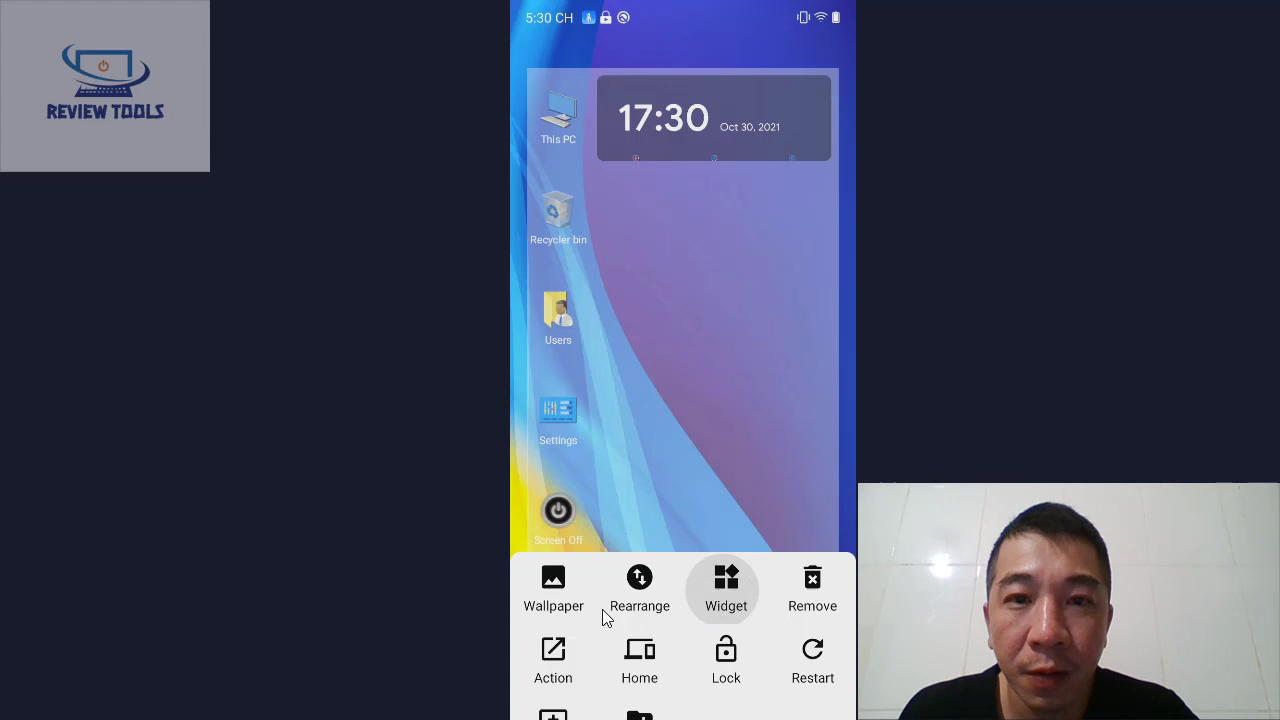 REVIEW TOOLS
5:30 CH
17:30 Oct 30, 2021
This PC
Recycler bin
Users
Settings
Screen Off
Wallpaper Rearrange Widget Remove
Action Home Lock Restart